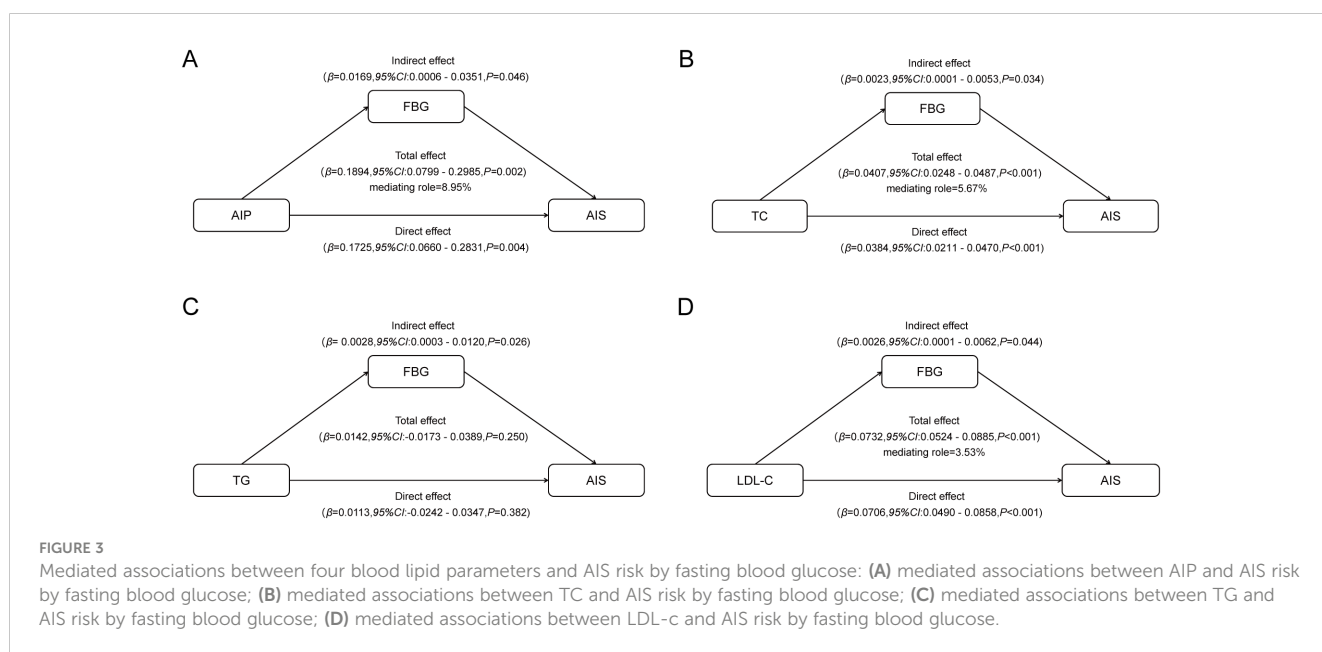 A
Indirect effect
(β=0.0169,95%CI:0.0006 - 0.0351,P=0.046)
FBG
Total effect
(β=0.1894,95%CI:0.0799 - 0.2985,P=0.002)
mediating role=8.95%
AIP
AIS
Direct effect
(β=0.1725,95%CI:0.0660 - 0.2831,P=0.004)
B
Indirect effect
(β=0.0023,95%CI:0.0001 - 0.0053,P=0.034)
FBG
Total effect
(β=0.0407,95%CI:0.0248 - 0.0487,P<0.001)
mediating role=5.67%
TC
AIS
Direct effect
(β=0.0384,95%CI:0.0211 - 0.0470,P<0.001)
C
Indirect effect
(β= 0.0028,95%CI:0.0003 - 0.0120,P=0.026)
FBG
Total effect
(β=0.0142,95%CI:-0.0173 - 0.0389,P=0.250)
TG
AIS
Direct effect
(β=0.0113,95%CI:-0.0242 - 0.0347,P=0.382)
D
Indirect effect
(β=0.0026,95%CI:0.0001 - 0.0062,P=0.044)
FBG
Total effect
(β=0.0732,95%CI:0.0524 - 0.0885,P<0.001)
mediating role=3.53%
LDL-C
AIS
Direct effect
(β=0.0706,95%CI:0.0490 - 0.0858,P<0.001)
FIGURE 3
Mediated associations between four blood lipid parameters and AIS risk by fasting blood glucose: (A) mediated associations between AIP and AIS risk
by fasting blood glucose; (B) mediated associations between TC and AIS risk by fasting blood glucose; (C) mediated associations between TG and
AIS risk by fasting blood glucose; (D) mediated associations between LDL-c and AIS risk by fasting blood glucose.